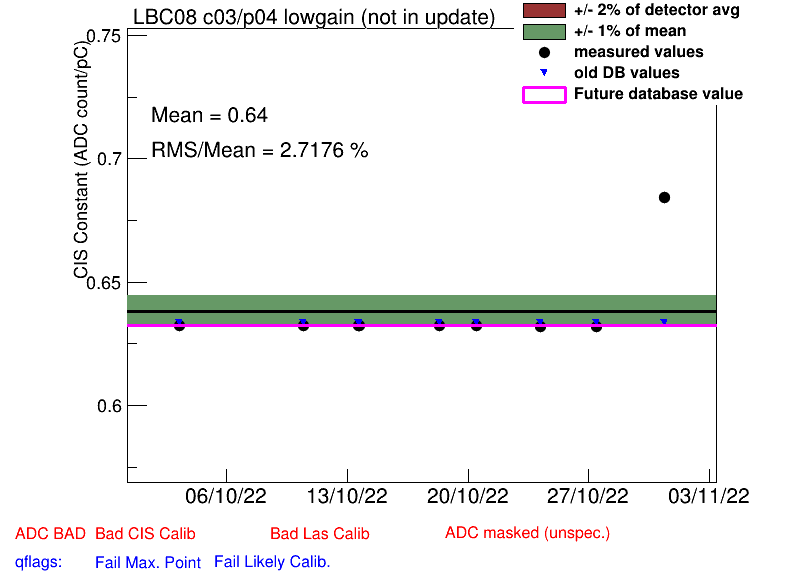 LBC08 c03/p04 lowgain (not in update)
+/- 2% of detector avg
+/- 1% of mean
measured values
old DB values
Future database value
Mean = 0.64
RMS/Mean = 2.7176 %
CIS Constant (ADC count/pC)
0.75
0.7
0.65
0.6
06/10/22 13/10/22 20/10/22 27/10/22 03/11/22
ADC BAD Bad CIS Calib Bad Las Calib ADC masked (unspec.)
qflags: Fail Max. Point Fail Likely Calib.